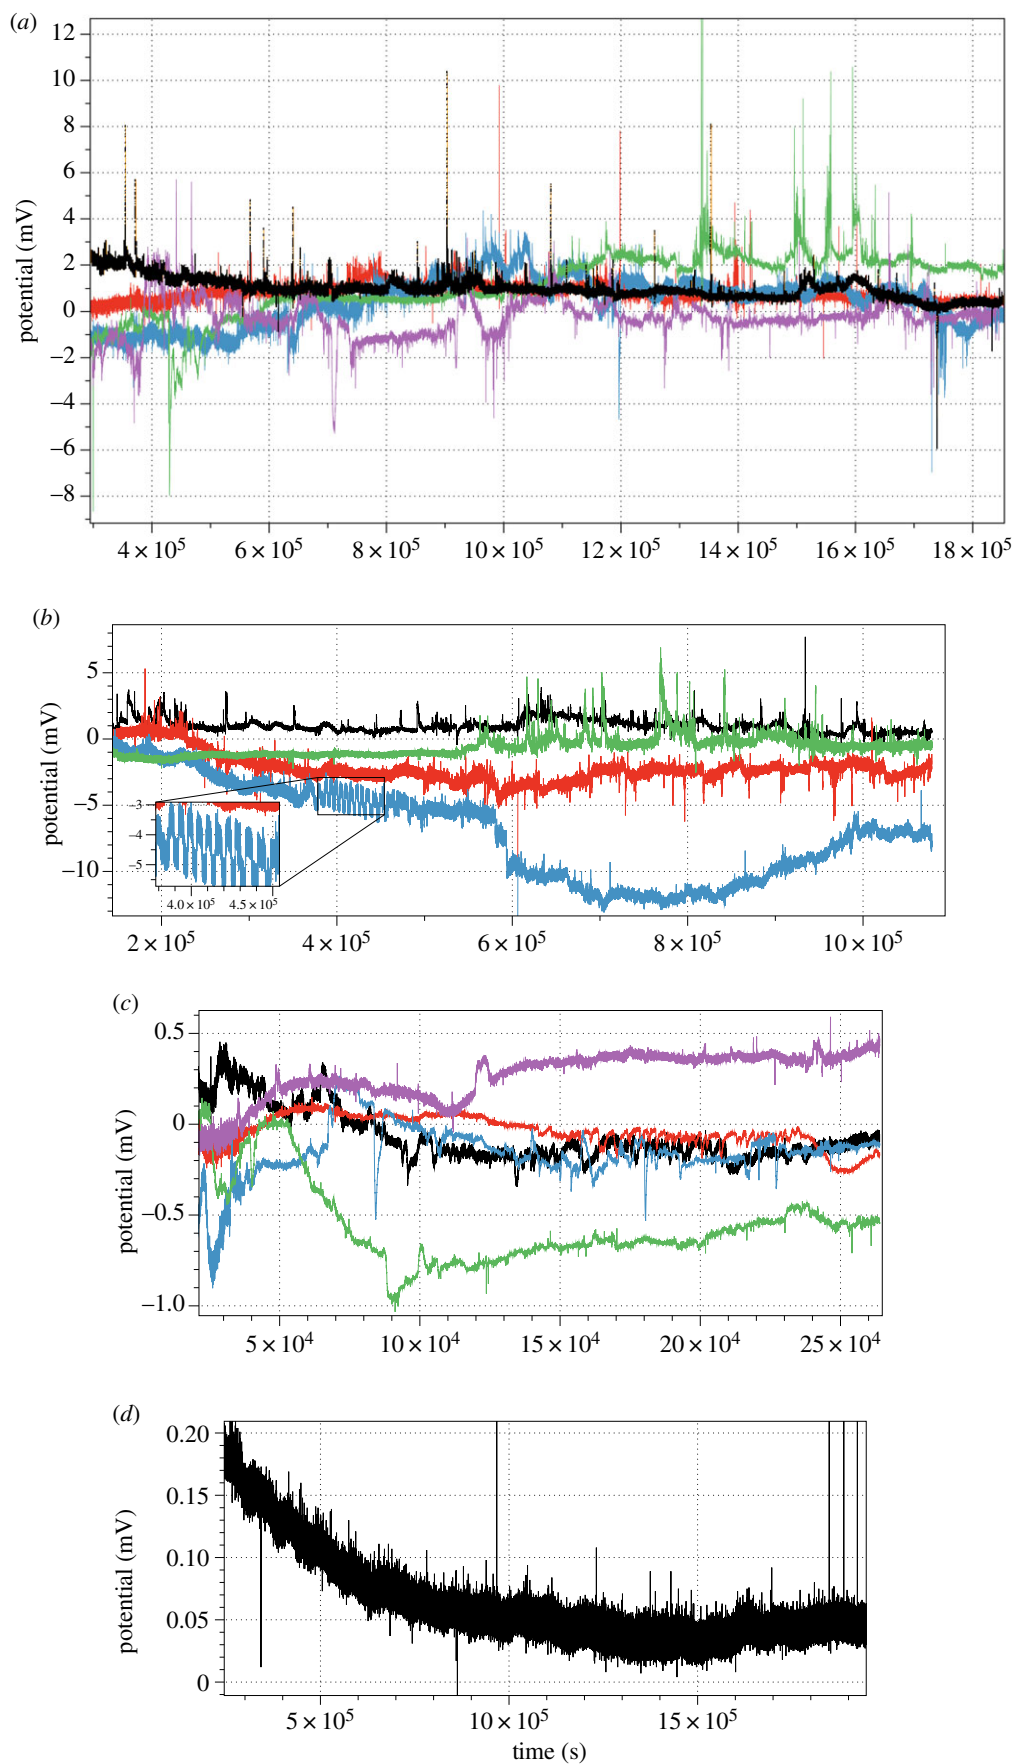 (a)
12
10
8
6
4
2
0
−2
−4
−6
−8
potential (mV)
4 × 10⁵ 6 × 10⁵ 8 × 10⁵ 10 × 10⁵ 12 × 10⁵ 14 × 10⁵ 16 × 10⁵ 18 × 10⁵
(b)
5
0
−5
−10
potential (mV)
−3
−4
−5
4.0 × 10⁵ 4.5 × 10⁵
2 × 10⁵ 4 × 10⁵ 6 × 10⁵ 8 × 10⁵ 10 × 10⁵
(c)
0.5
0
−0.5
−1.0
potential (mV)
5 × 10⁴ 10 × 10⁴ 15 × 10⁴ 20 × 10⁴ 25 × 10⁴
(d)
0.20
0.15
0.10
0.05
0
potential (mV)
5 × 10⁵ 10 × 10⁵ 15 × 10⁵
time (s)